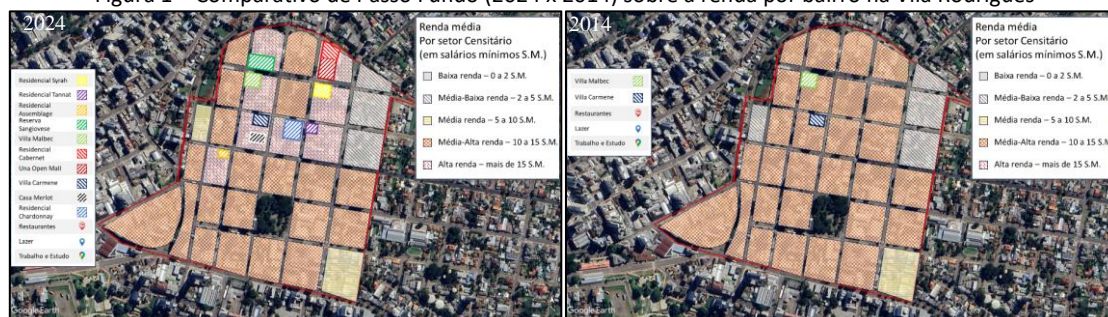 Figura 1 – Comparativo de Passo Fundo (2024 x 2014) sobre a renda por bairro na Vila Rodrigues
2024
Residencial Syrah
Residencial Tannat
Residencial
Assemblage
Reserva
Sangiovese
Villa Malbec
Residencial
Cabernet
Una Open Mall
Villa Carmene
Casa Merlot
Residencial
Chardonnay
Restaurantes
Lazer
Trabalho e Estudo
Renda média
Por setor Censitário
(em salários mínimos S.M.)
Baixa renda – 0 a 2 S.M.
Média-Baixa renda – 2 a 5 S.M.
Média renda – 5 a 10 S.M.
Média-Alta renda – 10 a 15 S.M.
Alta renda – mais de 15 S.M.
Google Earth
2014
Villa Malbec
Villa Carmene
Restaurantes
Lazer
Trabalho e Estudo
Renda média
Por setor Censitário
(em salários mínimos S.M.)
Baixa renda – 0 a 2 S.M.
Média-Baixa renda – 2 a 5 S.M.
Média renda – 5 a 10 S.M.
Média-Alta renda – 10 a 15 S.M.
Alta renda – mais de 15 S.M.
Google Earth